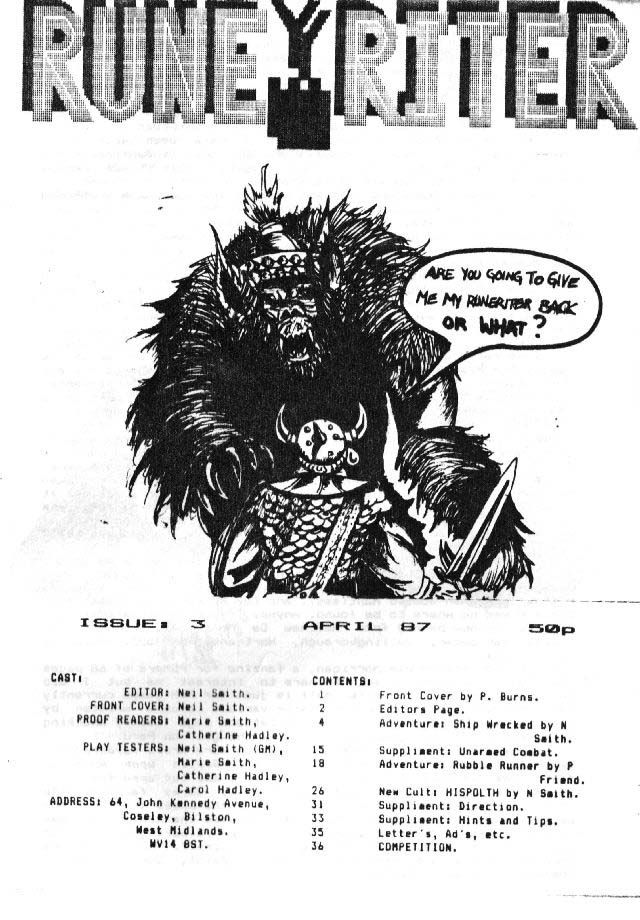 RUNE RITER
ARE YOU GOING TO GIVE
ME MY RUNERITER BACK
OR WHAT?
ISSUE: 3 APRIL 87 50p
CAST:
EDITOR: Neil Smith.
FRONT COVER: Neil Smith.
PROOF READERS: Marie Smith,
Catherine Hadley.
PLAY TESTERS: Neil Smith (GM),
Marie Smith,
Catherine Hadley,
Carol Hadley.
ADDRESS: 64, John Kennedy Avenue,
Coseley, Bilston,
West Midlands.
WV14 8ST.
CONTENTS:
1 Front Cover by P. Burns.
2 Editors Page.
4 Adventure: Ship Wrecked by N
Smith.
15 Suppliment: Unarmed Combat.
18 Adventure: Rubble Runner by P
Friend.
26 New Cult: HISPOLTH by N Smith.
31 Suppliment: Direction.
33 Suppliment: Hints and Tips.
35 Letter's, Ad's, etc.
36 COMPETITION.